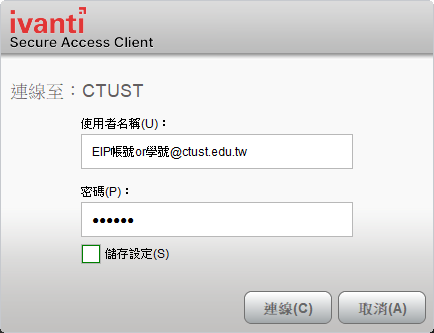 ivanti
Secure Access Client
連線至：CTUST
使用者名稱(U)：
EIP帳號or學號@ctust.edu.tw
密碼(P)：
●●●●●●
儲存設定(S)
連線(C)
取消(A)